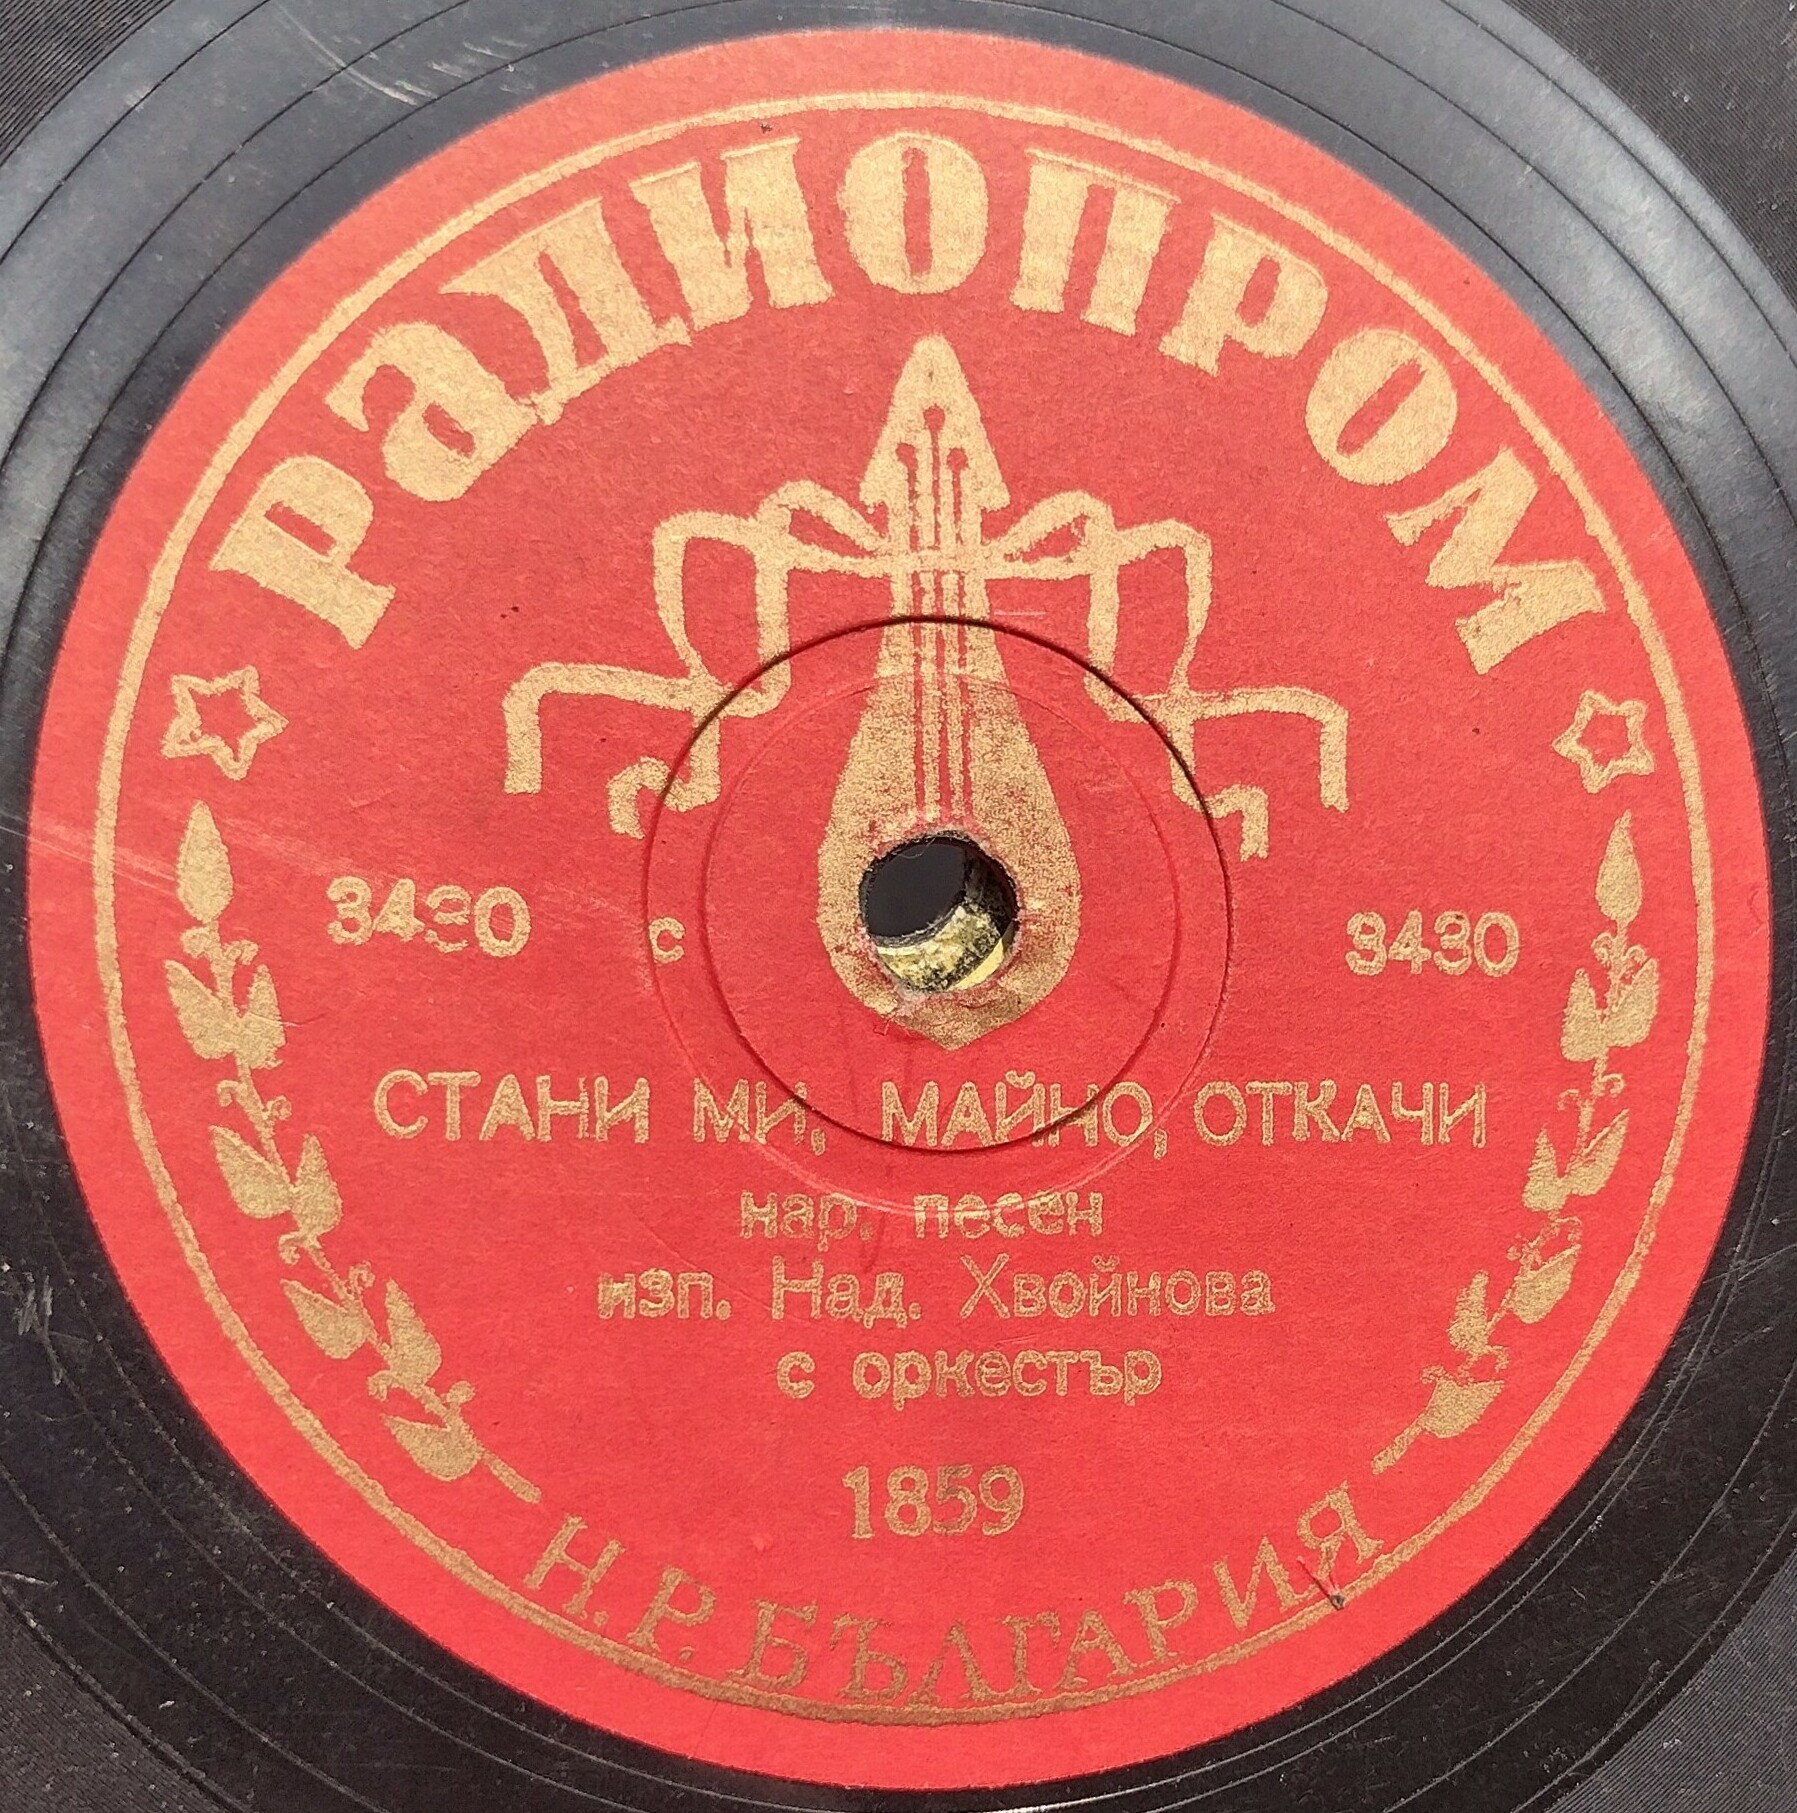 РАДИОПРОМ
3430 с 3430
СТАНИ МИ, МАЙНО, ОТКАЧИ
нар. песен
изп. Над. Хвойнова
с оркестър
1859
Н.Р. БЪЛГАРИЯ